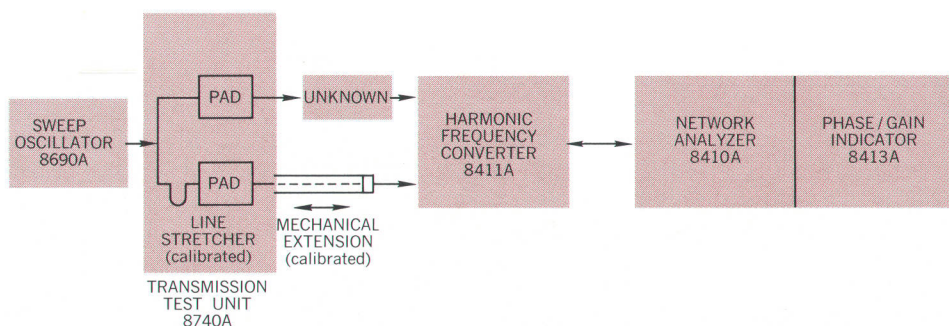 SWEEP
OSCILLATOR
8690A
PAD
PAD
LINE
STRETCHER
(calibrated)
TRANSMISSION
TEST UNIT
8740A
UNKNOWN
MECHANICAL
EXTENSION
(calibrated)
HARMONIC
FREQUENCY
CONVERTER
8411A
NETWORK
ANALYZER
8410A
PHASE/GAIN
INDICATOR
8413A